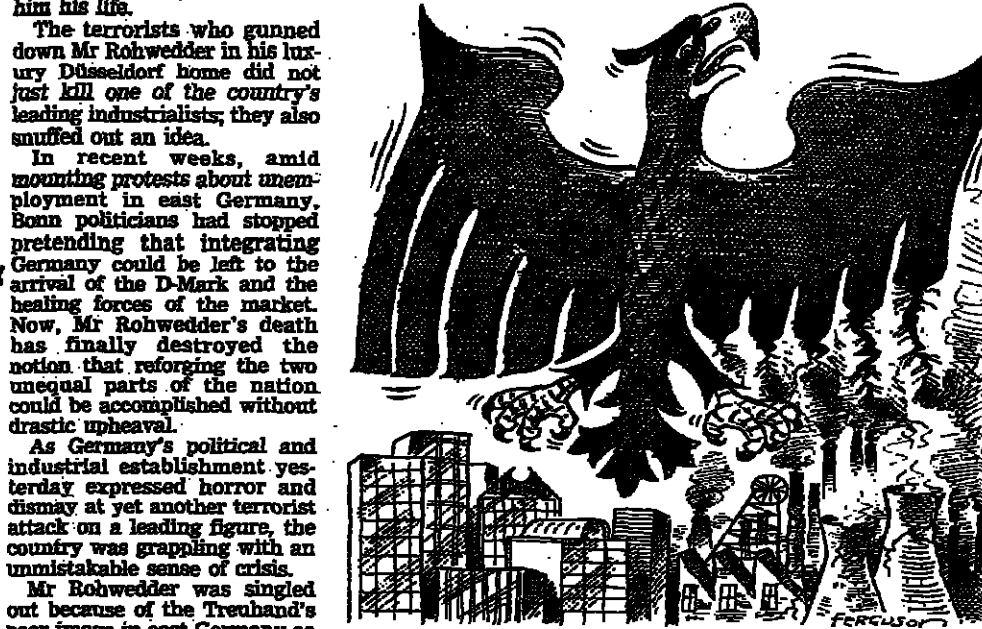 him his life.
The terrorists who gunned
down Mr Rohwedder in his lux-
ury Düsseldorf home did not
just kill one of the country's
leading industrialists; they also
snuffed out an idea.
In recent weeks, amid
mounting protests about unem-
ployment in east Germany,
Bonn politicians had stopped
pretending that integrating
Germany could be left to the
arrival of the D-Mark and the
healing forces of the market.
Now, Mr Rohwedder's death
has finally destroyed the
notion that reforging the two
unequal parts of the nation
could be accomplished without
drastic upheaval.
As Germany's political and
industrial establishment yes-
terday expressed horror and
dismay at yet another terrorist
attack on a leading figure, the
country was grappling with an
unmistakable sense of crisis.
Mr Rohwedder was singled
out because of the Treuhand's
image in east Germany as
FERGUSON